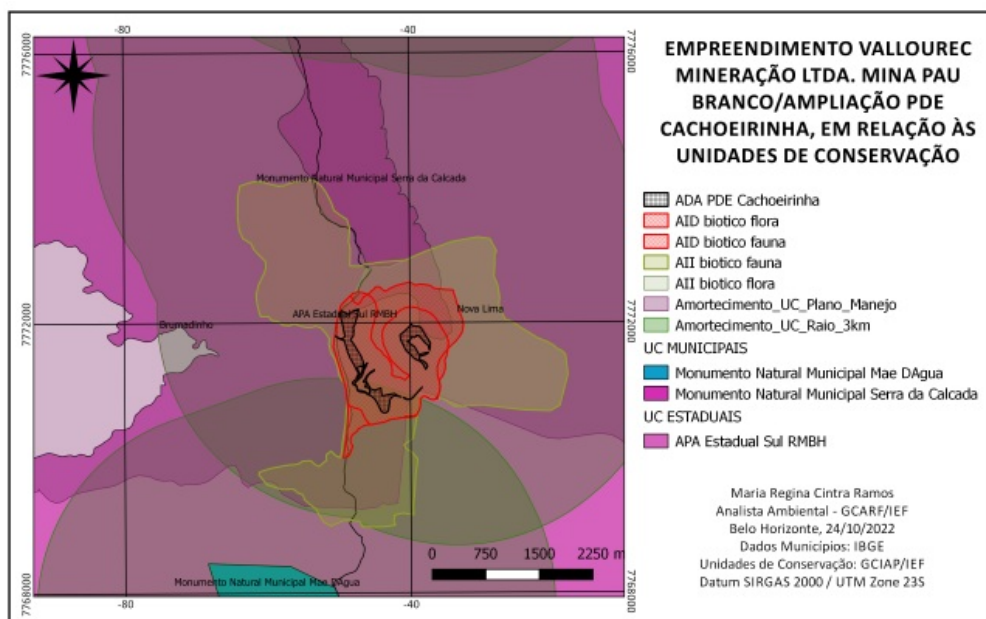 -80
-40
7776000
7776000
Monumento Natural Municipal Serra da Calcada
APA Estadual Sul RMBH
Nova Lima
7772000
7772000
Brumadinho
0 750 1500 2250 m
Monumento Natural Municipal Mae DAgua
7768000
7768000
-80
-40
EMPREENDIMENTO VALLOUREC
MINERAÇÃO LTDA. MINA PAU
BRANCO/AMPLIAÇÃO PDE
CACHOEIRINHA, EM RELAÇÃO ÀS
UNIDADES DE CONSERVAÇÃO
ADA PDE Cachoeirinha
AID biotico flora
AID biotico fauna
AII biotico fauna
AII biotico flora
Amortecimento_UC_Plano_Manejo
Amortecimento_UC_Raio_3km
UC MUNICIPAIS
Monumento Natural Municipal Mae DAgua
Monumento Natural Municipal Serra da Calcada
UC ESTADUAIS
APA Estadual Sul RMBH
Maria Regina Cintra Ramos
Analista Ambiental - GCARF/IEF
Belo Horizonte, 24/10/2022
Dados Municípios: IBGE
Unidades de Conservação: GCIAP/IEF
Datum SIRGAS 2000 / UTM Zone 23S